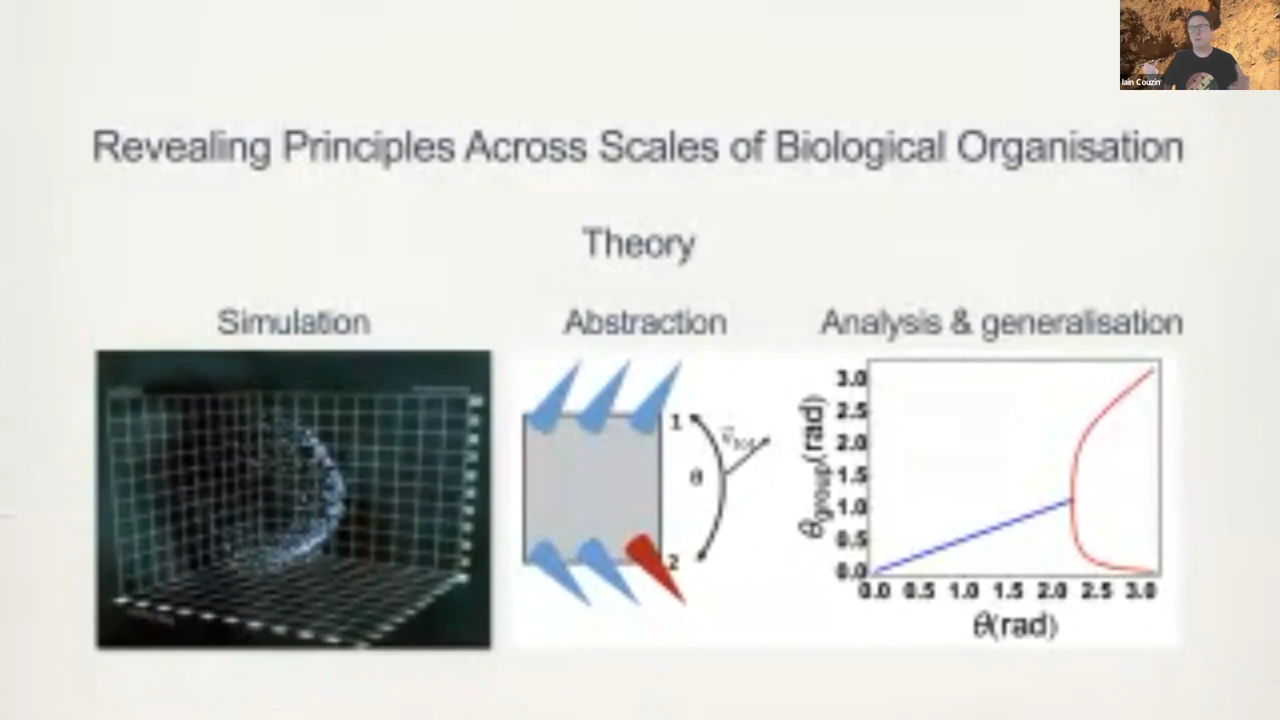 Iain Couzin
Revealing Principles Across Scales of Biological Organisation
Theory
Simulation
Abstraction
Analysis & generalisation
1
θ
2
θgroup(rad)
3.0
2.5
2.0
1.5
1.0
0.5
0.0
0.0 0.5 1.0 1.5 2.0 2.5 3.0
θ(rad)